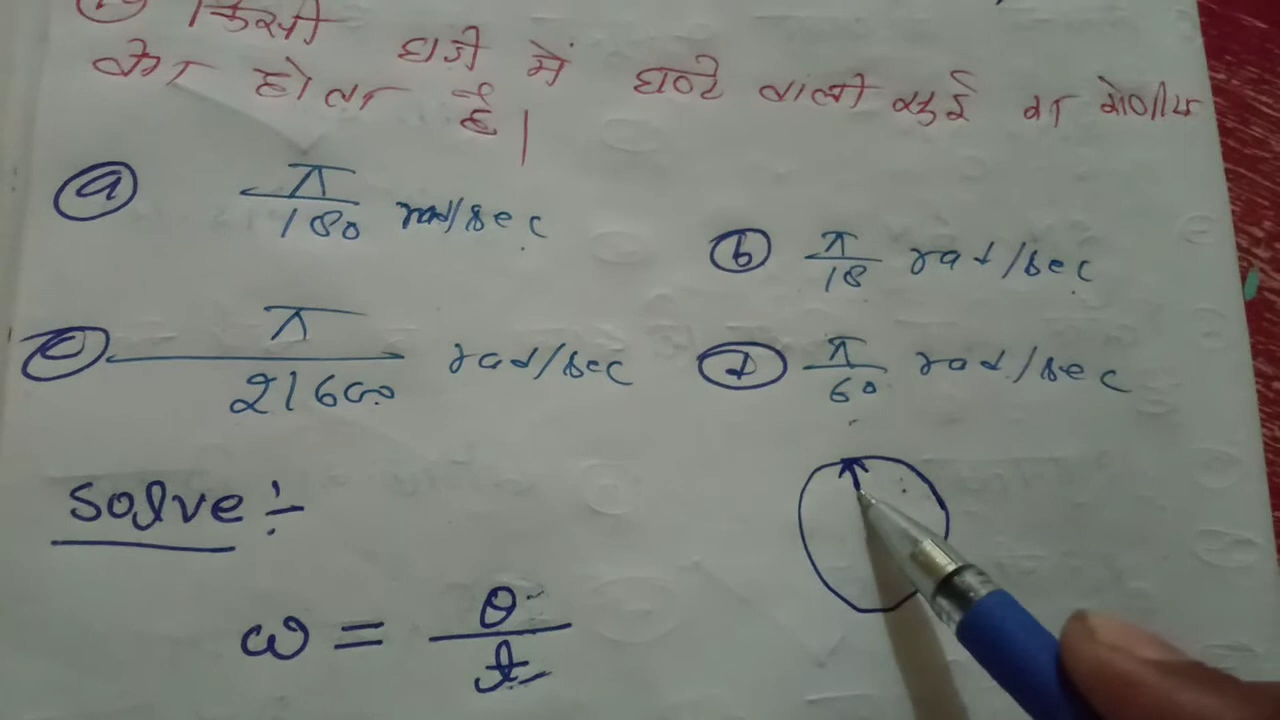 किसी घडी में घण्टे वाली सुई का कोणीय
वेग होता है।
(a) π/180 rad/sec
(b) π/18 rad/sec
(c) π/21600 rad/sec
(d) π/60 rad/sec
Solve :-
ω = θ/t